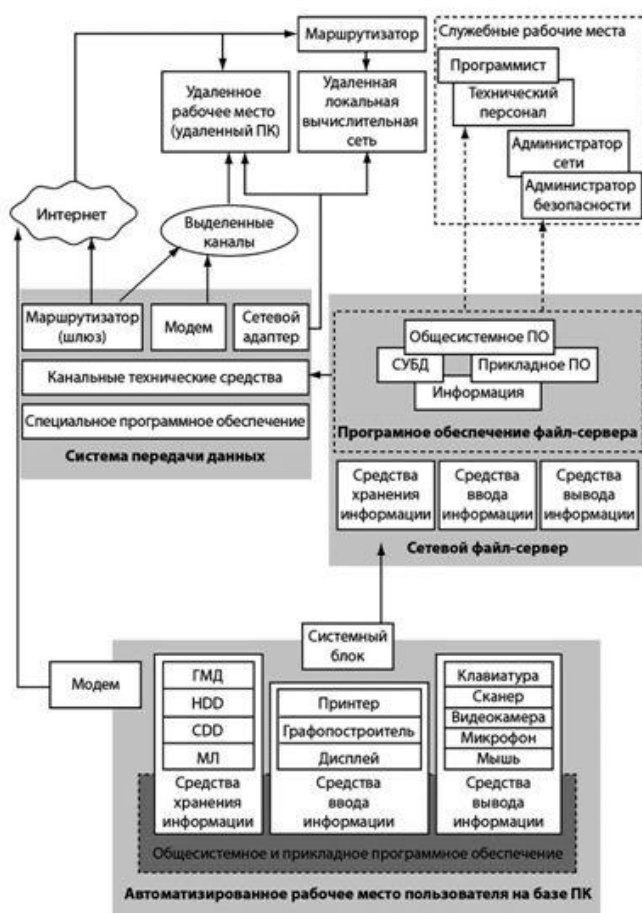 Маршрутизатор
Служебные рабочие места
Программист
Технический
персонал
Администратор
сети
Администратор
безопасности
Удаленное
рабочее место
(удаленный ПК)
Удаленная
локальная
вычислительная
сеть
Интернет
Выделенные
каналы
Маршрутизатор
(шлюз)
Модем
Сетевой
адаптер
Канальные технические средства
Специальное программное обеспечение
Система передачи данных
Общесистемное ПО
СУБД
Прикладное ПО
Информация
Програмное обеспечение файл-сервера
Средства
хранения
информации
Средства
ввода
информации
Средства
вывода
информации
Сетевой файл-сервер
Системный
блок
Модем
ГМД
HDD
CDD
МЛ
Средства
хранения
информации
Принтер
Графопостроитель
Дисплей
Средства
ввода
информации
Клавиатура
Сканер
Видеокамера
Микрофон
Мышь
Средства
вывода
информации
Общесистемное и прикладное программное обеспечение
Автоматизированное рабочее место пользователя на базе ПК